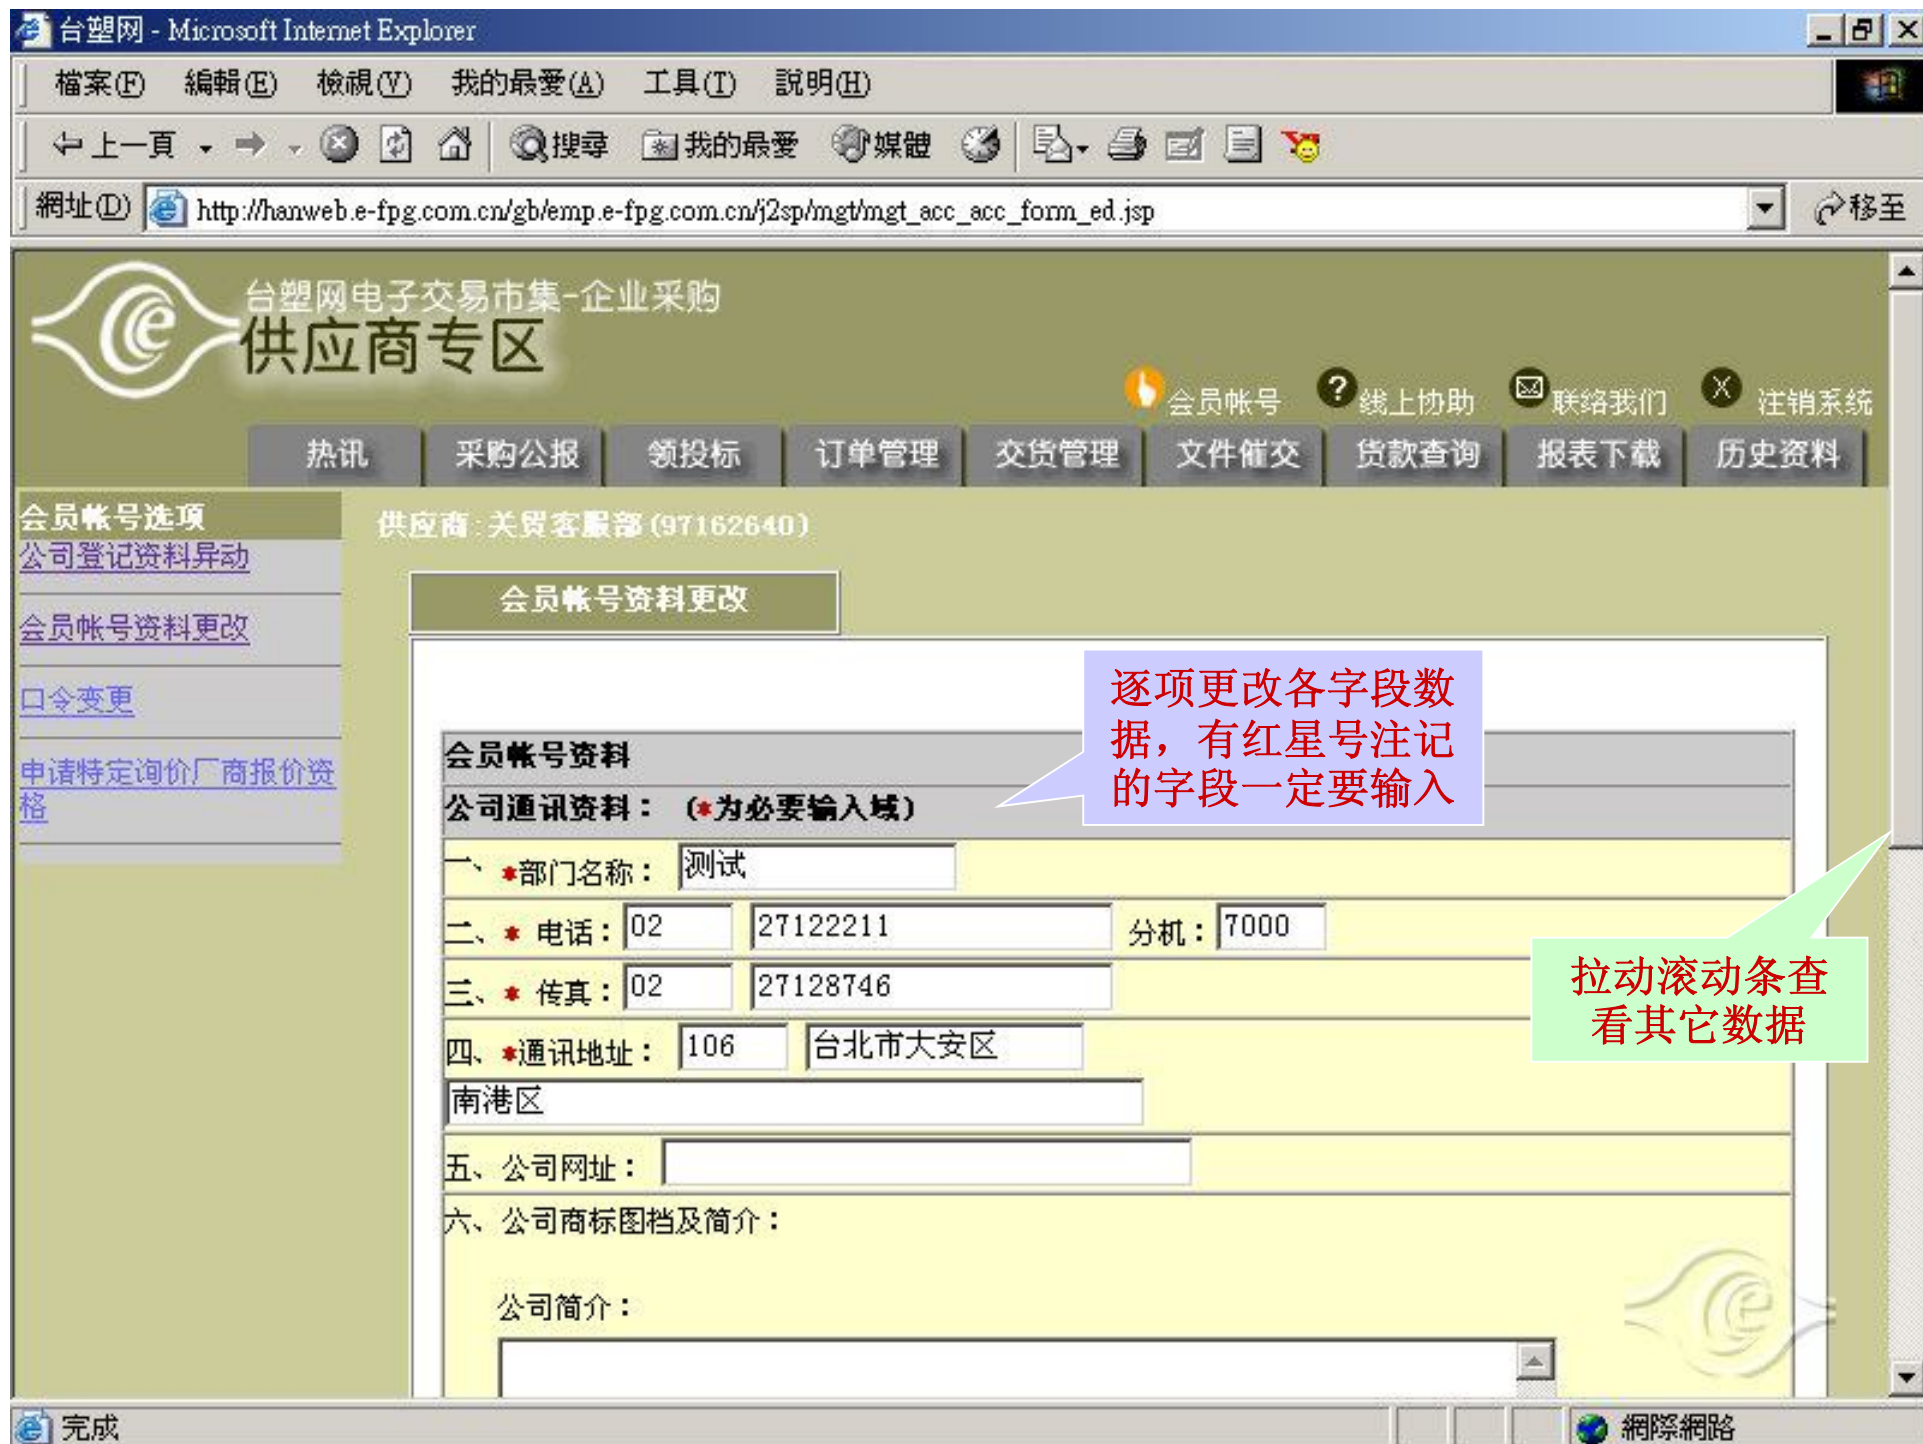 台塑网 - Microsoft Internet Explorer
檔案(F) 編輯(E) 檢視(V) 我的最愛(A) 工具(T) 說明(H)
上一頁 搜尋 我的最愛 媒體
網址(D) http://hanweb.e-fpg.com.cn/gb/emp.e-fpg.com.cn/j2sp/mgt/mgt_acc_acc_form_ed.jsp 移至
台塑网电子交易市集-企业采购
供应商专区
会员帐号 线上协助 联络我们 注销系统
热讯 采购公报 领投标 订单管理 交货管理 文件催交 货款查询 报表下载 历史资料
会员帐号选项
公司登记资料异动
会员帐号资料更改
口令变更
申请特定询价厂商报价资
格
供应商:关贸客服部(97162640)
会员帐号资料更改
逐项更改各字段数
据，有红星号注记
的字段一定要输入
会员帐号资料
公司通讯资料： (*为必要输入域)
一、*部门名称： 测试
二、* 电话：02 27122211 分机：7000
三、* 传真：02 27128746
四、*通讯地址： 106 台北市大安区
南港区
五、公司网址：
六、公司商标图档及简介：
公司简介：
拉动滚动条查
看其它数据
完成 網際網路